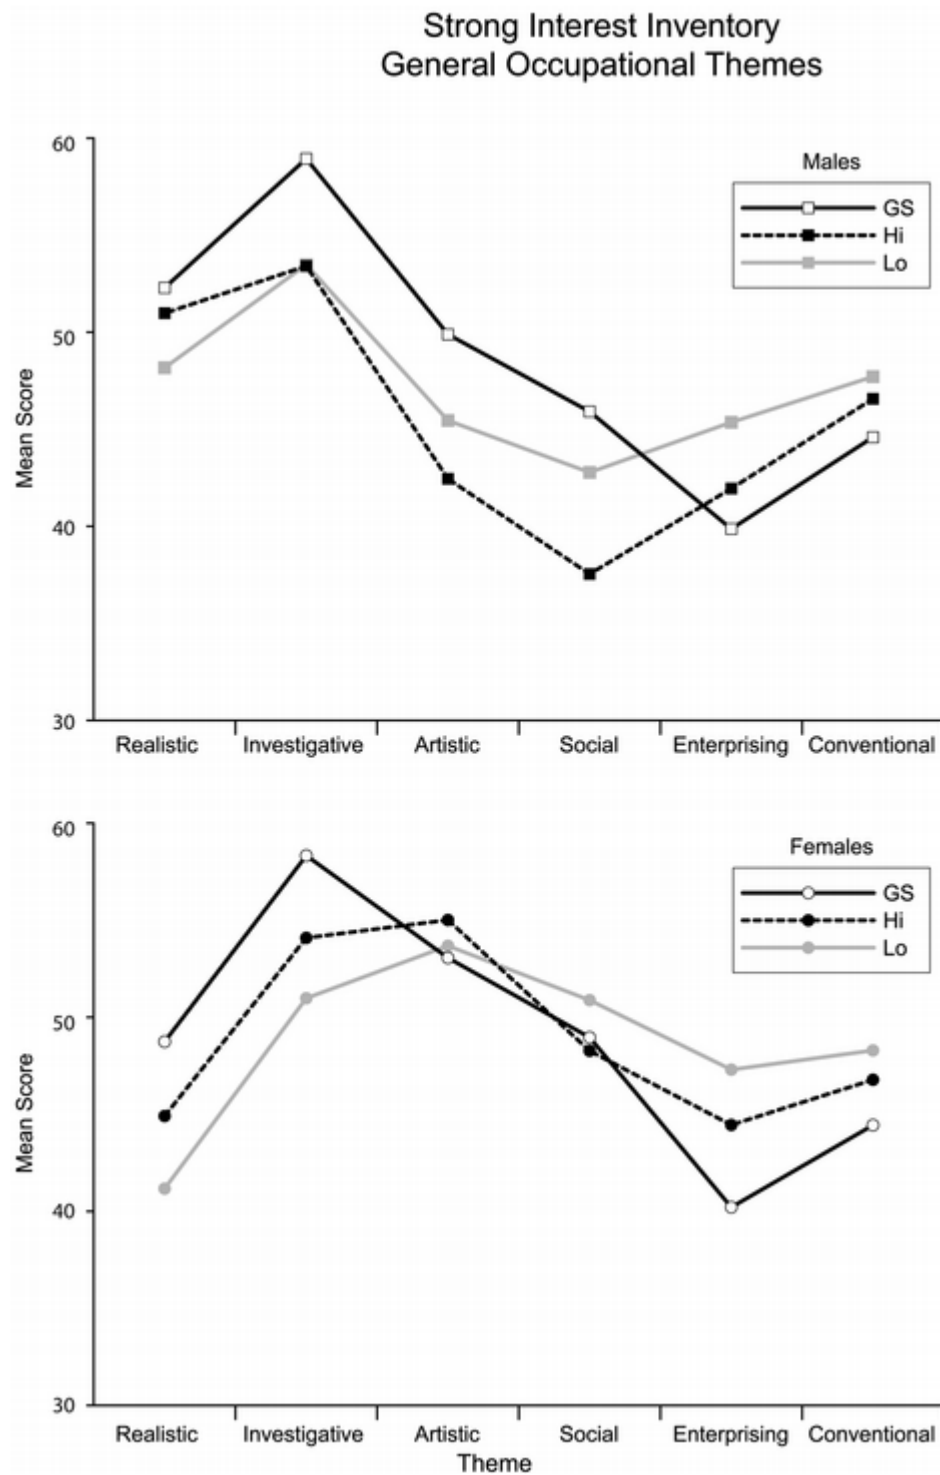 Strong Interest Inventory
General Occupational Themes
60
50
40
30
Mean Score
Males
GS
Hi
Lo
Realistic Investigative Artistic Social Enterprising Conventional
60
50
40
30
Mean Score
Females
GS
Hi
Lo
Realistic Investigative Artistic Social Enterprising Conventional
Theme